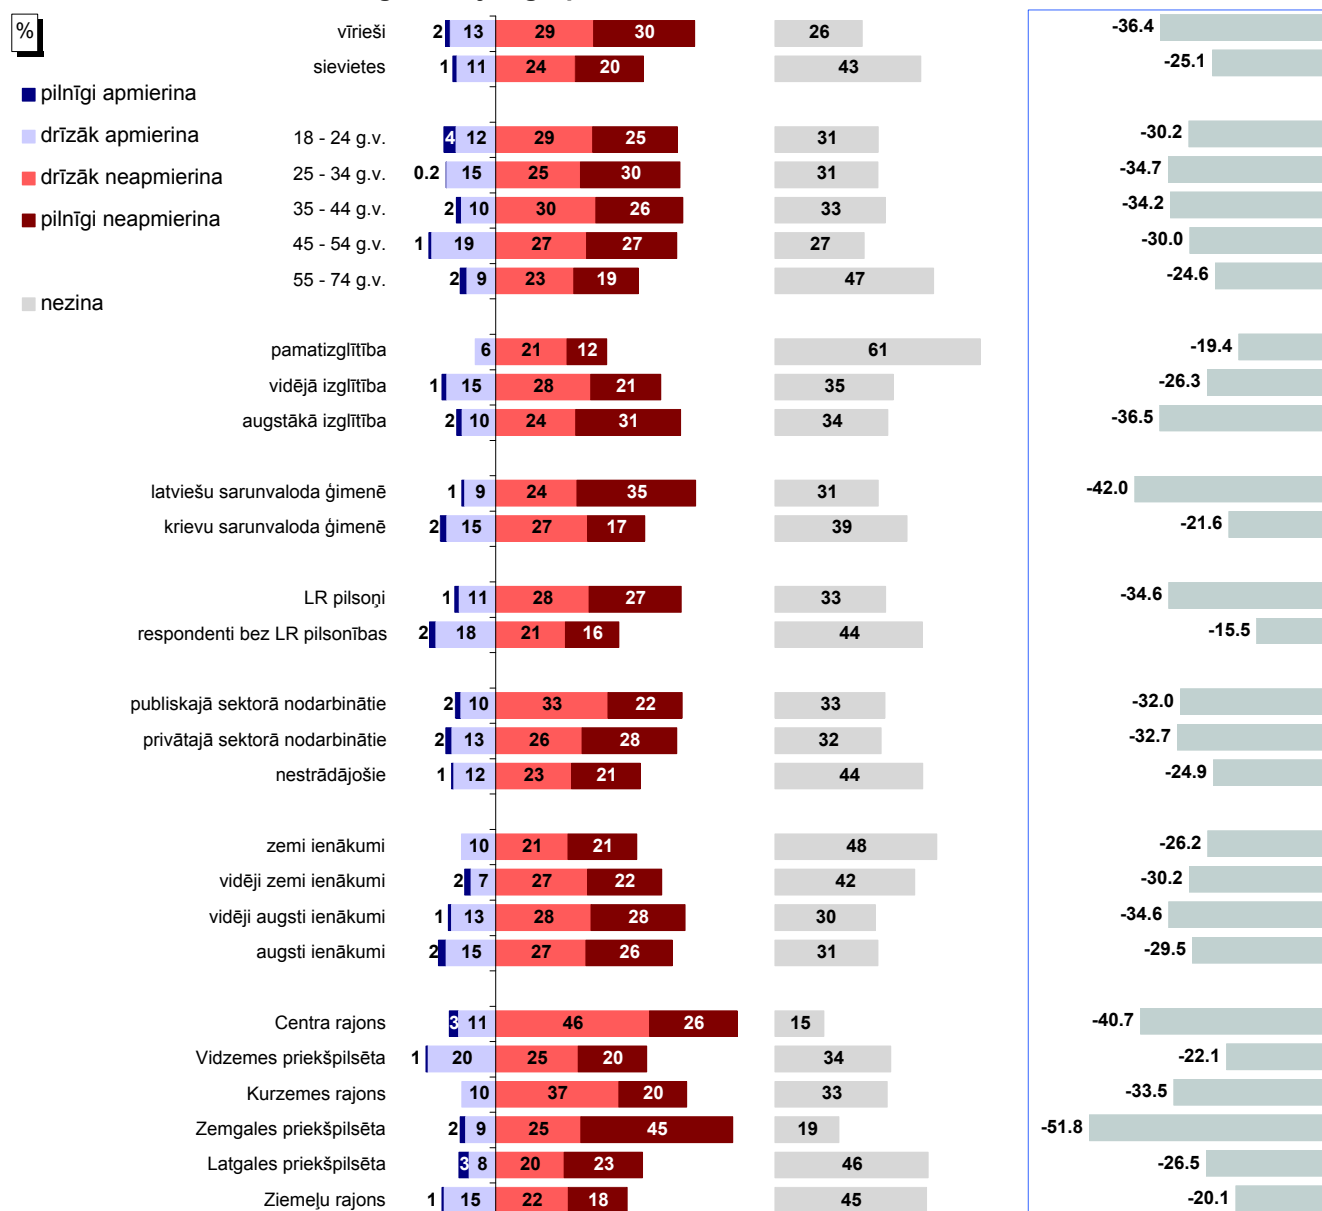 %
pilnīgi apmierina
drīzāk apmierina
drīzāk neapmierina
pilnīgi neapmierina
nezina
vīrieši 2 13 29 30 26 -36.4
sievietes 1 11 24 20 43 -25.1
18 - 24 g.v. 4 12 29 25 31 -30.2
25 - 34 g.v. 0.2 15 25 30 31 -34.7
35 - 44 g.v. 2 10 30 26 33 -34.2
45 - 54 g.v. 1 19 27 27 27 -30.0
55 - 74 g.v. 2 9 23 19 47 -24.6
pamatizglītība 6 21 12 61 -19.4
vidējā izglītība 1 15 28 21 35 -26.3
augstākā izglītība 2 10 24 31 34 -36.5
latviešu sarunvaloda ģimenē 1 9 24 35 31 -42.0
krievu sarunvaloda ģimenē 2 15 27 17 39 -21.6
LR pilsoņi 1 11 28 27 33 -34.6
respondenti bez LR pilsonības 2 18 21 16 44 -15.5
publiskajā sektorā nodarbinātie 2 10 33 22 33 -32.0
privātajā sektorā nodarbinātie 2 13 26 28 32 -32.7
nestrādājošie 1 12 23 21 44 -24.9
zemi ienākumi 10 21 21 48 -26.2
vidēji zemi ienākumi 2 7 27 22 42 -30.2
vidēji augsti ienākumi 1 13 28 28 30 -34.6
augsti ienākumi 2 15 27 26 31 -29.5
Centra rajons 3 11 46 26 15 -40.7
Vidzemes priekšpilsēta 1 20 25 20 34 -22.1
Kurzemes rajons 10 37 20 33 -33.5
Zemgales priekšpilsēta 2 9 25 45 19 -51.8
Latgales priekšpilsēta 3 8 20 23 46 -26.5
Ziemeļu rajons 1 15 22 18 45 -20.1